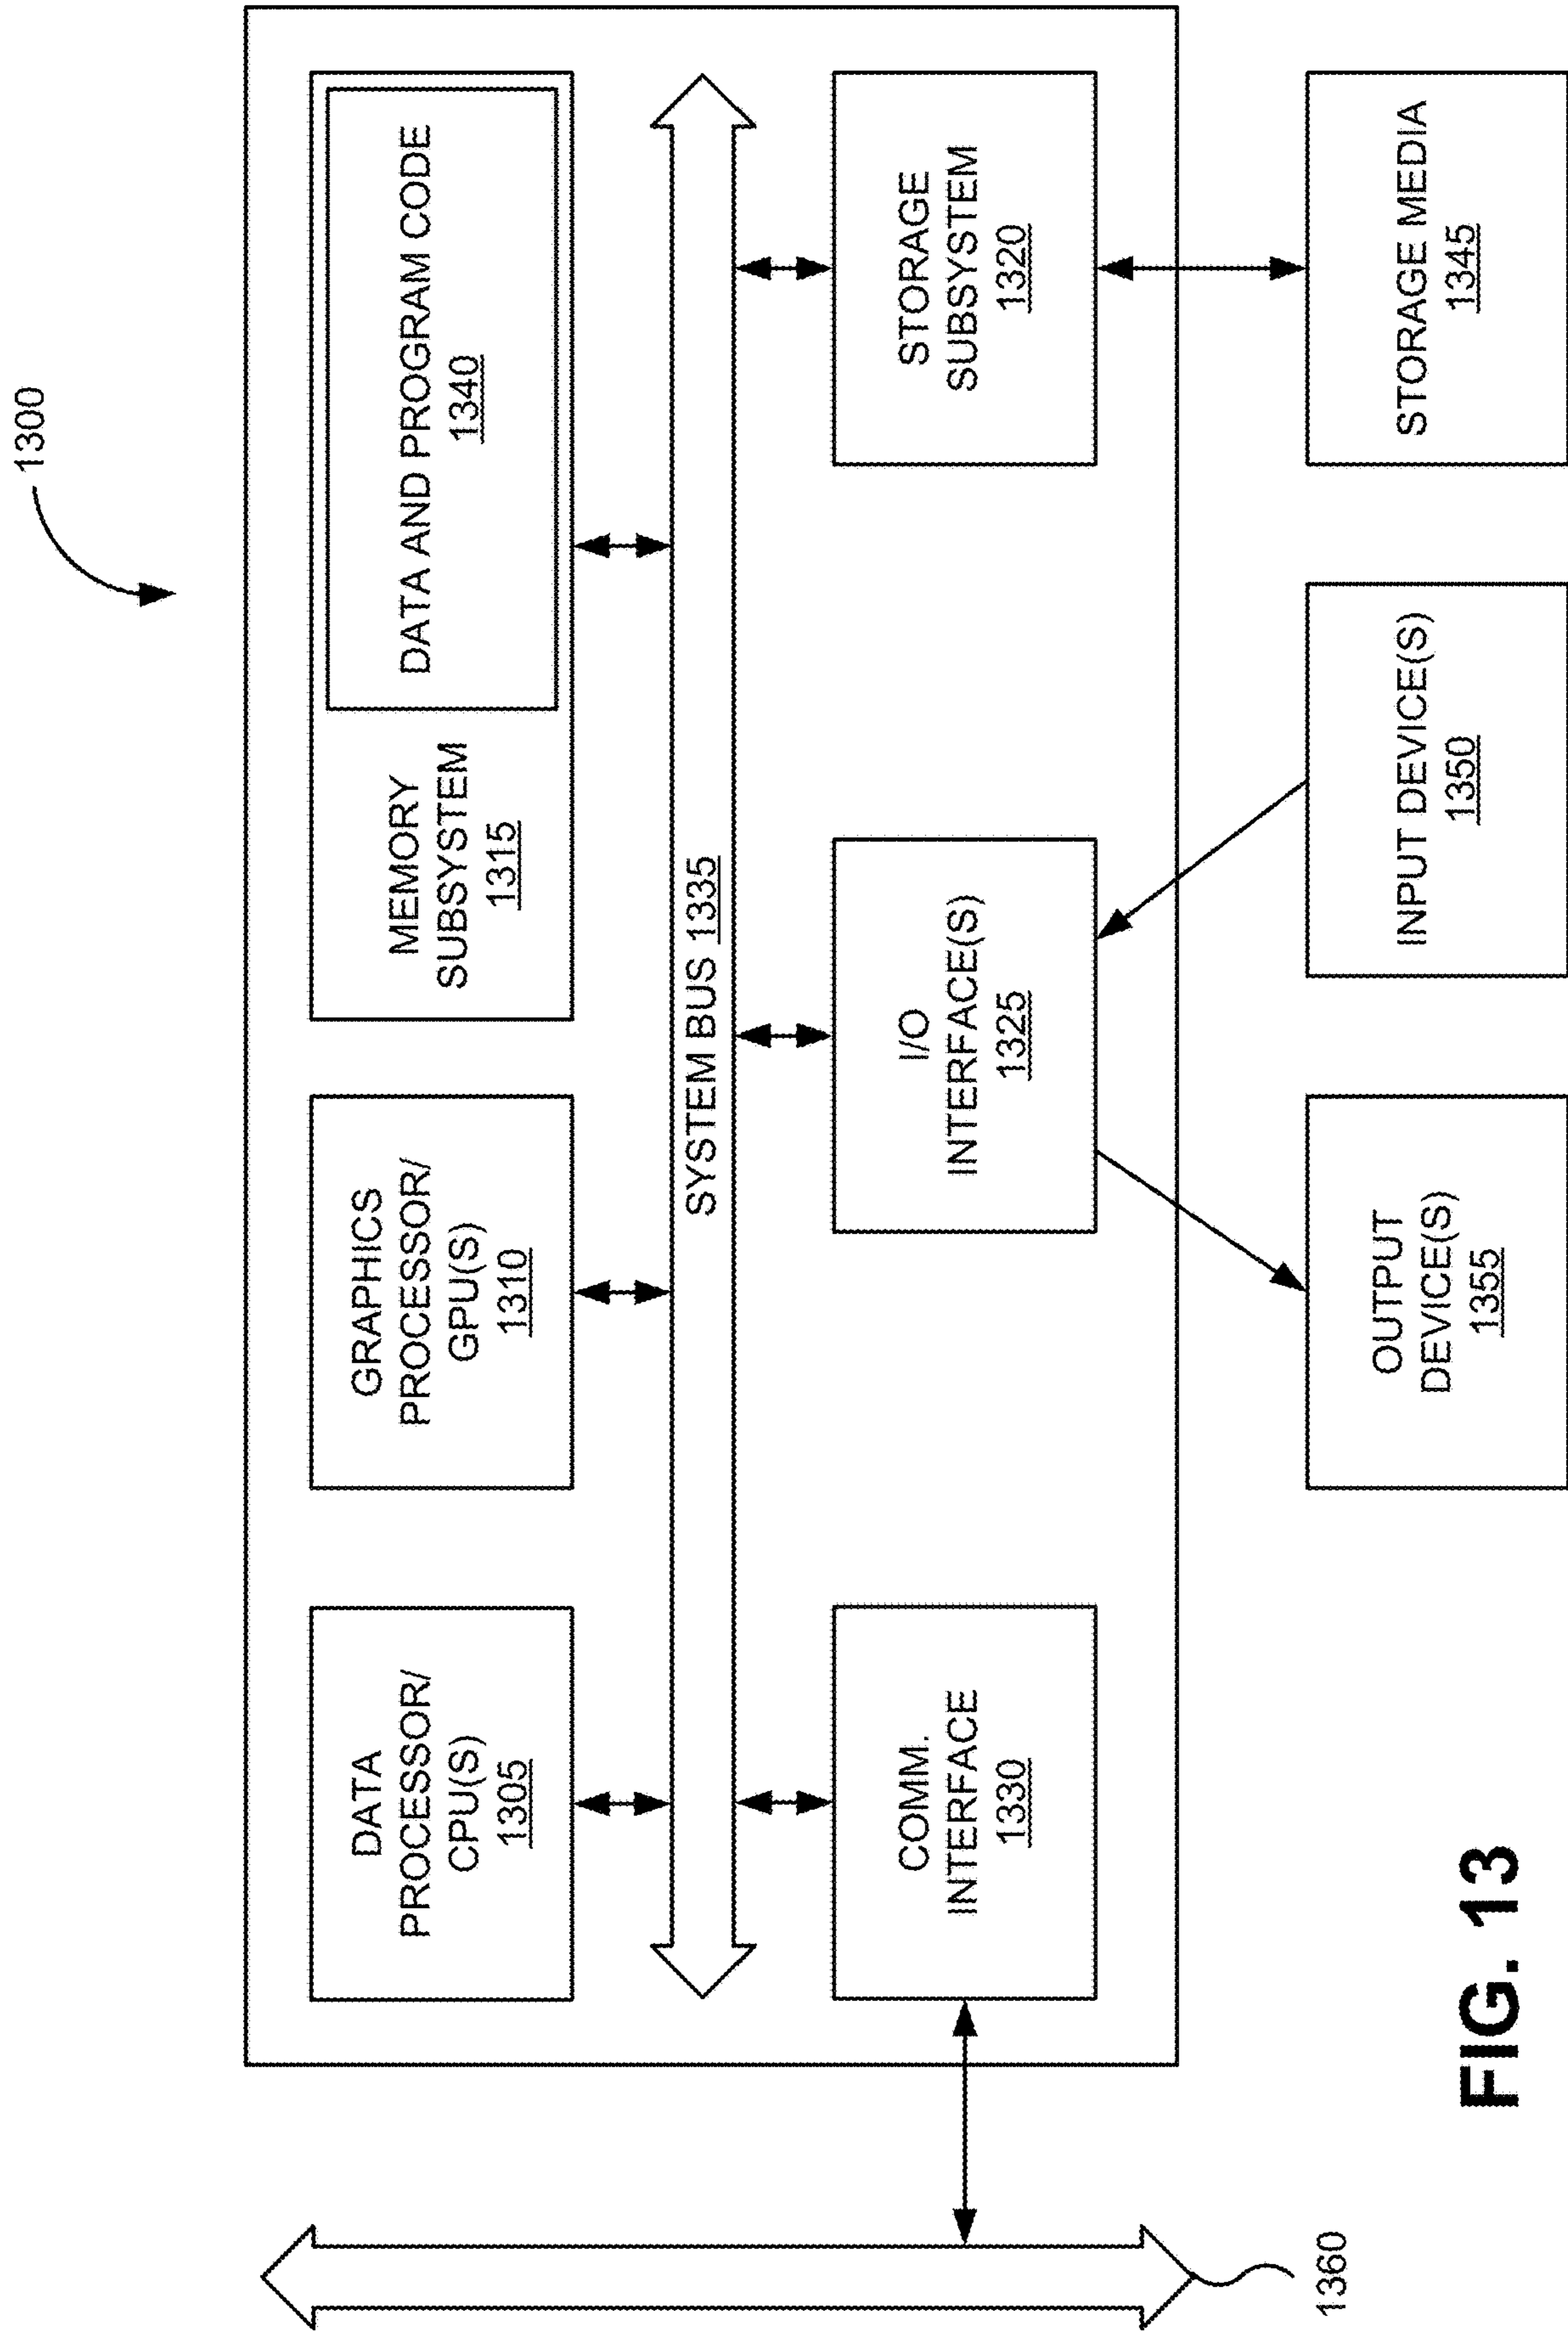 1300
DATA
PROCESSOR/
CPU(S)
1305
GRAPHICS
PROCESSOR/
GPU(S)
1310
MEMORY
SUBSYSTEM
1315
DATA AND PROGRAM CODE
1340
SYSTEM BUS 1335
COMM.
INTERFACE
1330
I/O
INTERFACE(S)
1325
STORAGE
SUBSYSTEM
1320
1360
OUTPUT
DEVICE(S)
1355
INPUT DEVICE(S)
1350
STORAGE MEDIA
1345
FIG. 13